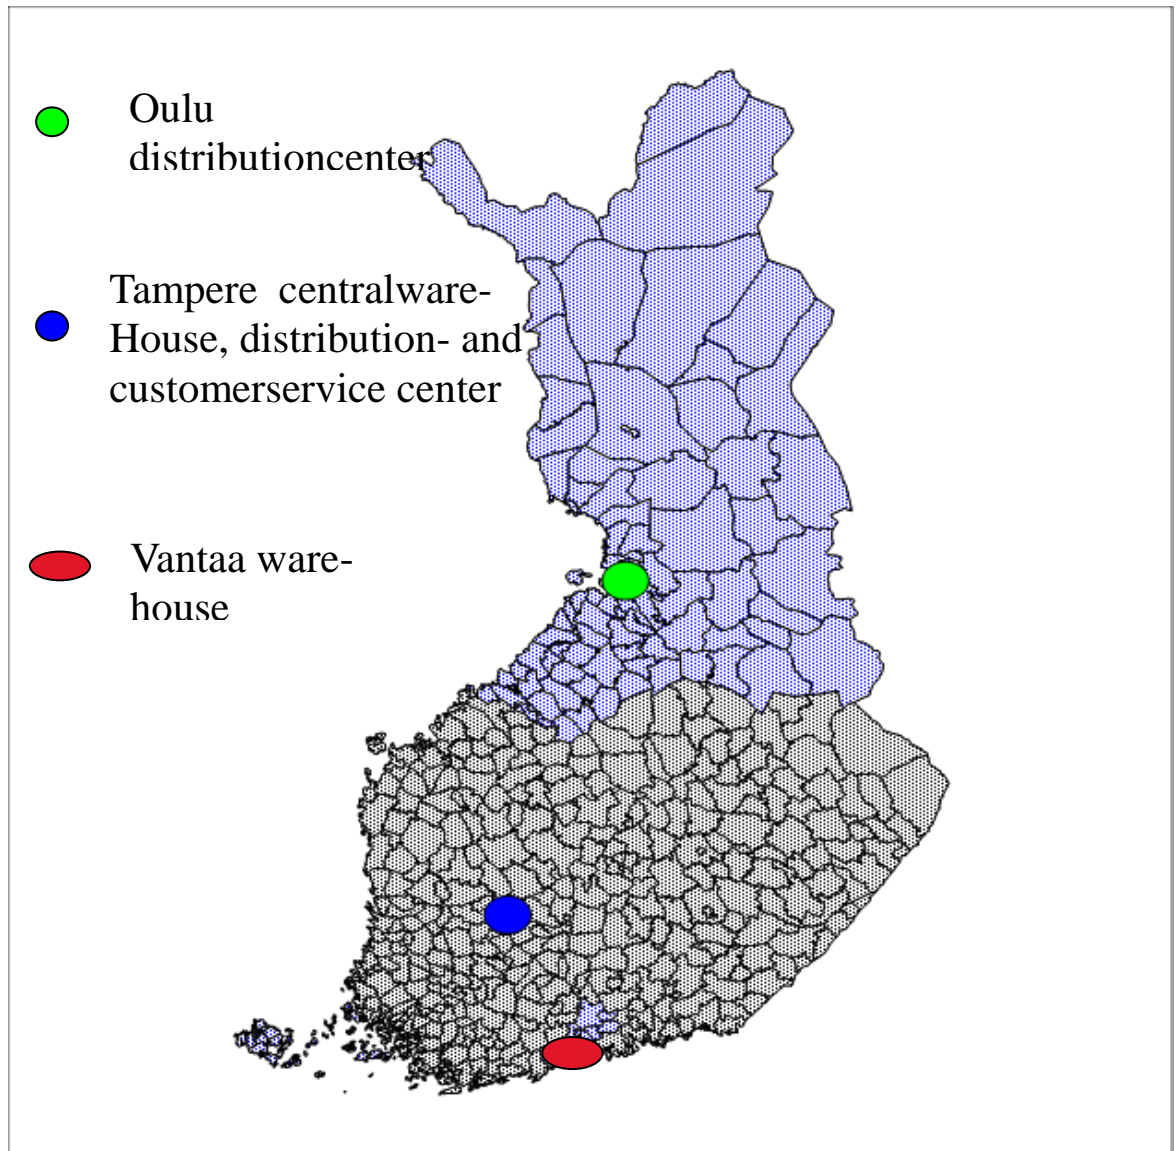 Oulu
distributioncenter
Tampere centralware-
House, distribution- and
customerservice center
Vantaa ware-
house